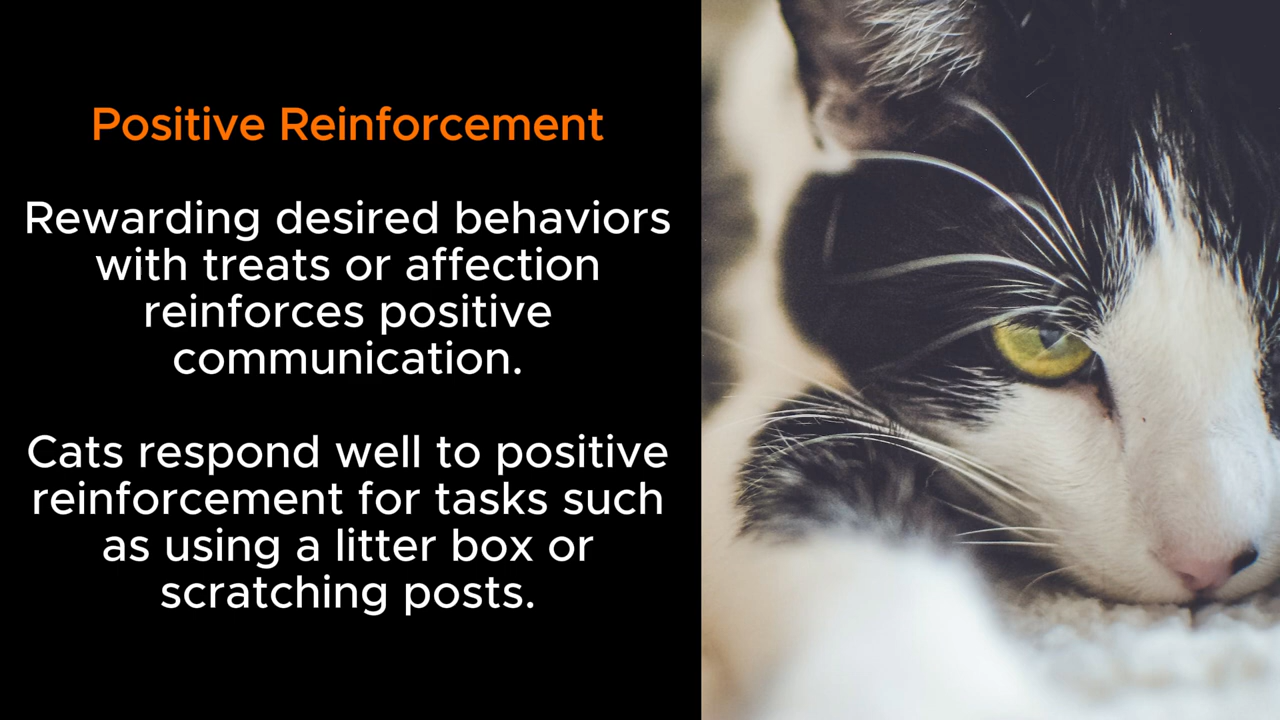 Positive Reinforcement
Rewarding desired behaviors
with treats or affection
reinforces positive
communication.
Cats respond well to positive
reinforcement for tasks such
as using a litter box or
scratching posts.